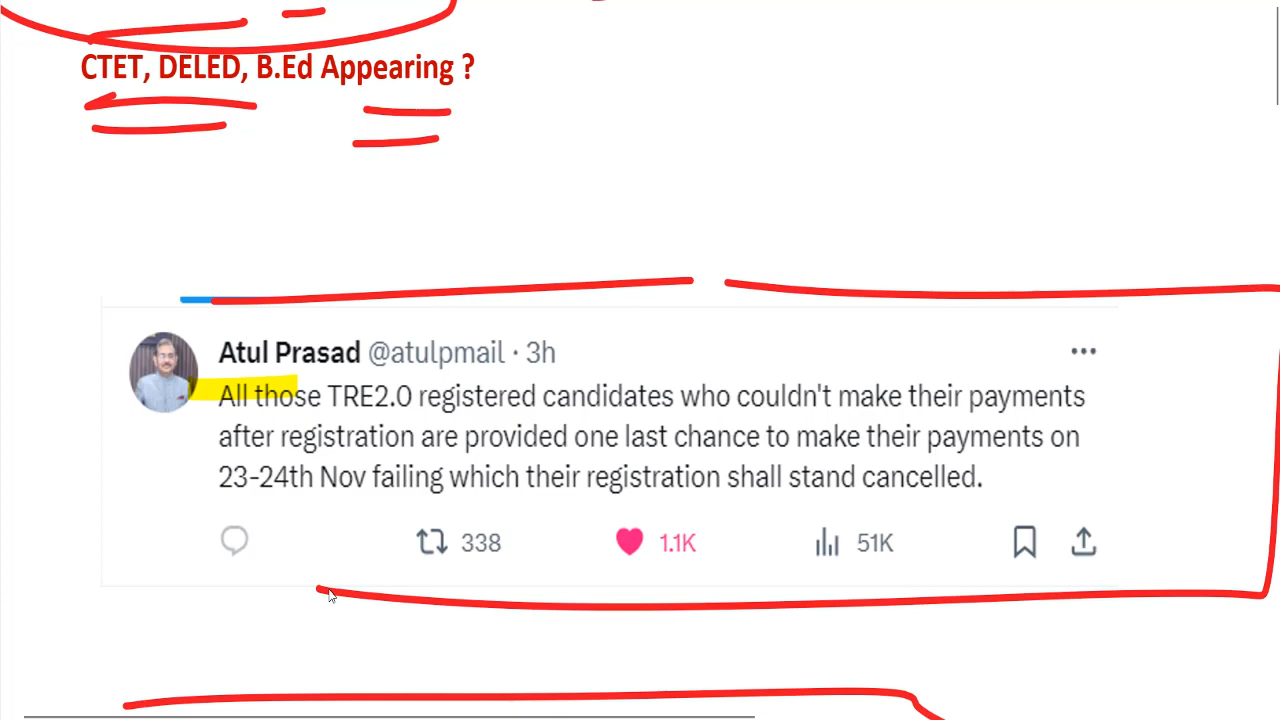 CTET, DELED, B.Ed Appearing ?
Atul Prasad @atulpmail · 3h
All those TRE2.0 registered candidates who couldn't make their payments
after registration are provided one last chance to make their payments on
23-24th Nov failing which their registration shall stand cancelled.
338 1.1K 51K